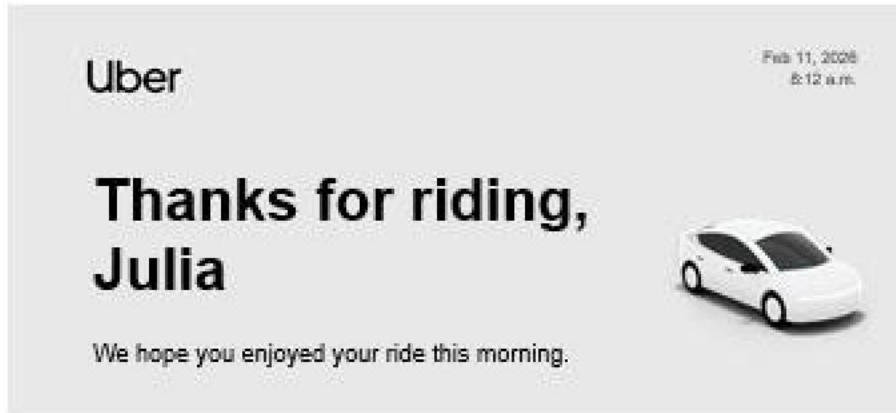 Uber
Feb 11, 2026
8:12 a.m.
Thanks for riding,
Julia
We hope you enjoyed your ride this morning.